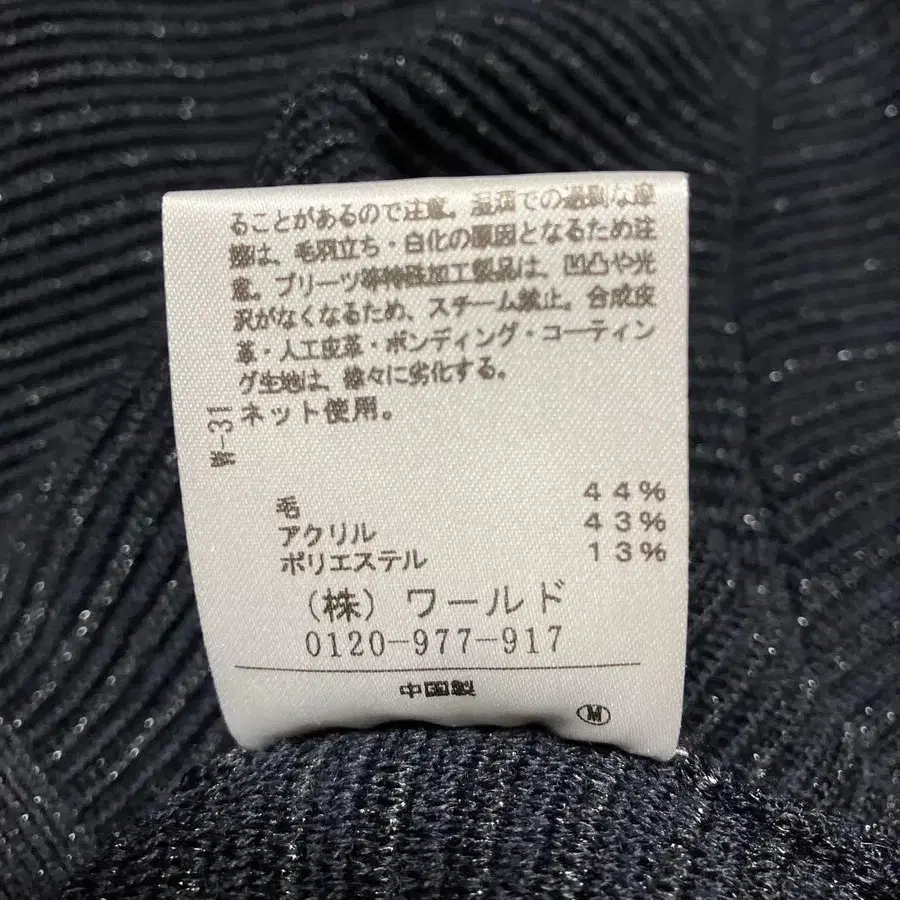 ることがあるので注意。湿潤での過剰な摩
擦は、毛羽立ち・白化の原因となるため注
意。プリーツ等特殊加工製品は、凹凸や光
沢がなくなるため、スチーム禁止。合成皮
革・人工皮革・ボンディング・コーティン
グ生地は、徐々に劣化する。
ネット使用。
W-31
毛 44%
アクリル 43%
ポリエステル 13%
(株) ワールド
0120-977-917
中国製
M